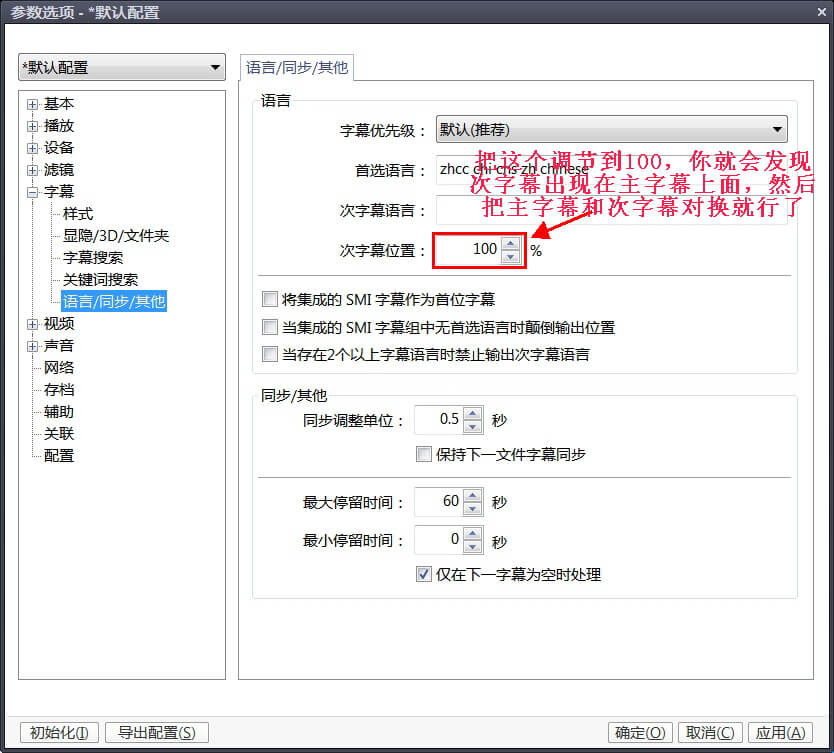 参数选项 - *默认配置
*默认配置
基本
播放
设备
滤镜
字幕
样式
显隐/3D/文件夹
字幕搜索
关键词搜索
语言/同步/其他
视频
声音
网络
存档
辅助
关联
配置
语言/同步/其他
语言
字幕优先级：
默认(推荐)
首选语言：
zhcc chi chs zh chinese
次字幕语言：
次字幕位置：
100
%
把这个调节到100，你就会发现
次字幕出现在主字幕上面，然后
把主字幕和次字幕对换就行了
将集成的 SMI 字幕作为首位字幕
当集成的 SMI 字幕组中无首选语言时颠倒输出位置
当存在2个以上字幕语言时禁止输出次字幕语言
同步/其他
同步调整单位：
0.5
秒
保持下一文件字幕同步
最大停留时间：
60
秒
最小停留时间：
0
秒
仅在下一字幕为空时处理
初始化(I)
导出配置(S)
确定(O)
取消(C)
应用(A)